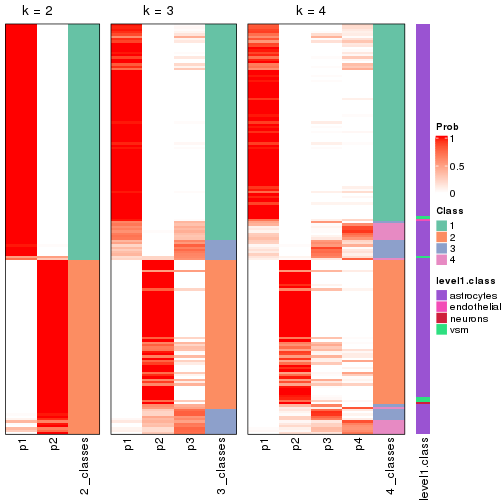 k = 2
k = 3
k = 4
p1
p2
2_classes
p1
p2
p3
3_classes
p1
p2
p3
p4
4_classes
level1.class
Prob
1
0.5
0
Class
1
2
3
4
level1.class
astrocytes
endothelial
neurons
vsm